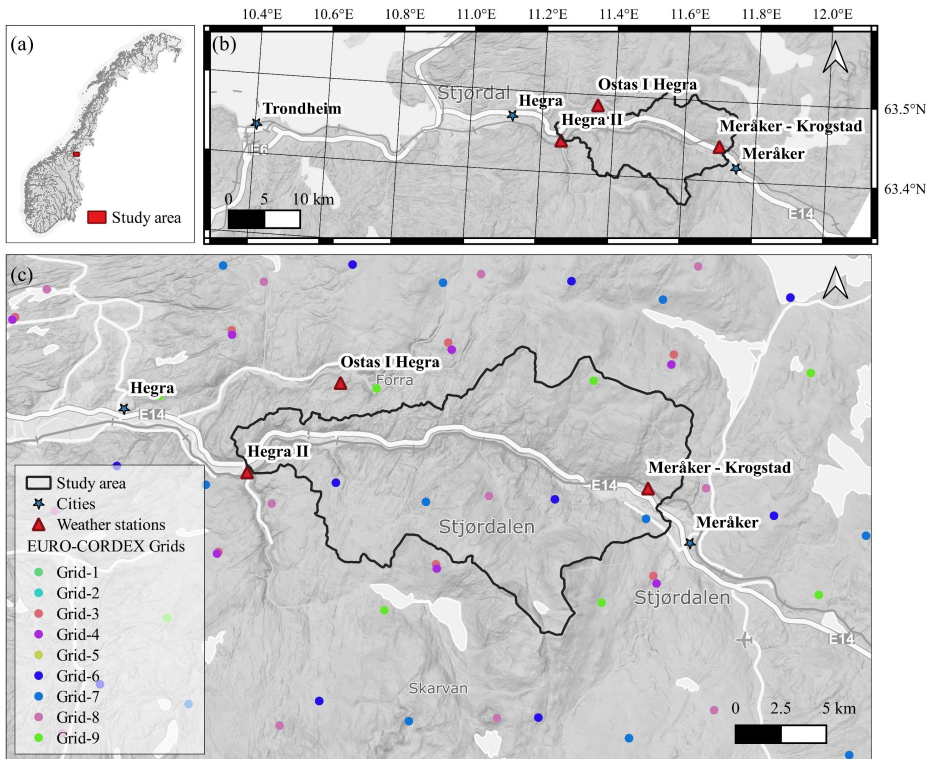 (a)
Study area
10.4°E 10.6°E 10.8°E 11.0°E 11.2°E 11.4°E 11.6°E 11.8°E 12.0°E
(b)
Ostas I Hegra
Stjørdal
Hegra
Trondheim
Hegra II
63.5°N
Meråker - Krogstad
E6
Meråker
63.4°N
0 5 10 km
E14
(c)
Ostas I Hegra
Forra
Hegra
E14
Hegra II
Meråker - Krogstad
E14
Stjørdalen
Meråker
Stjørdalen
E14
Skarvan
0 2.5 5 km
Study area
Cities
Weather stations
EURO-CORDEX Grids
Grid-1
Grid-2
Grid-3
Grid-4
Grid-5
Grid-6
Grid-7
Grid-8
Grid-9